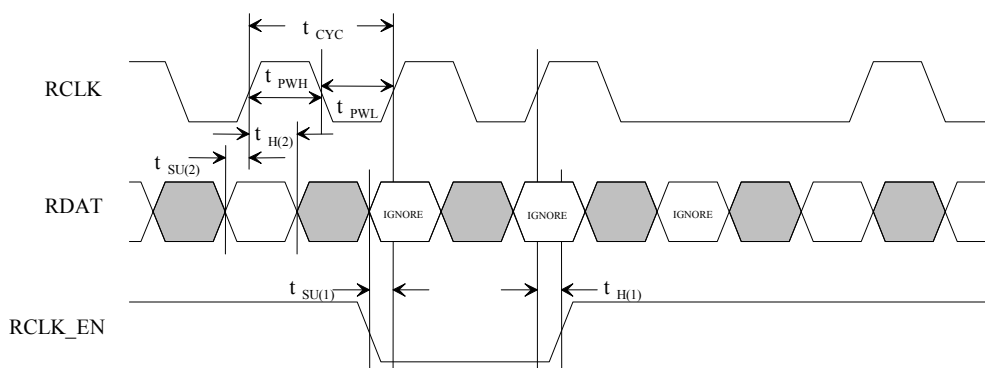 t CYC
RCLK
t PWH
t PWL
t H(2)
t SU(2)
RDAT
IGNORE IGNORE IGNORE
t SU(1)
t H(1)
RCLK_EN